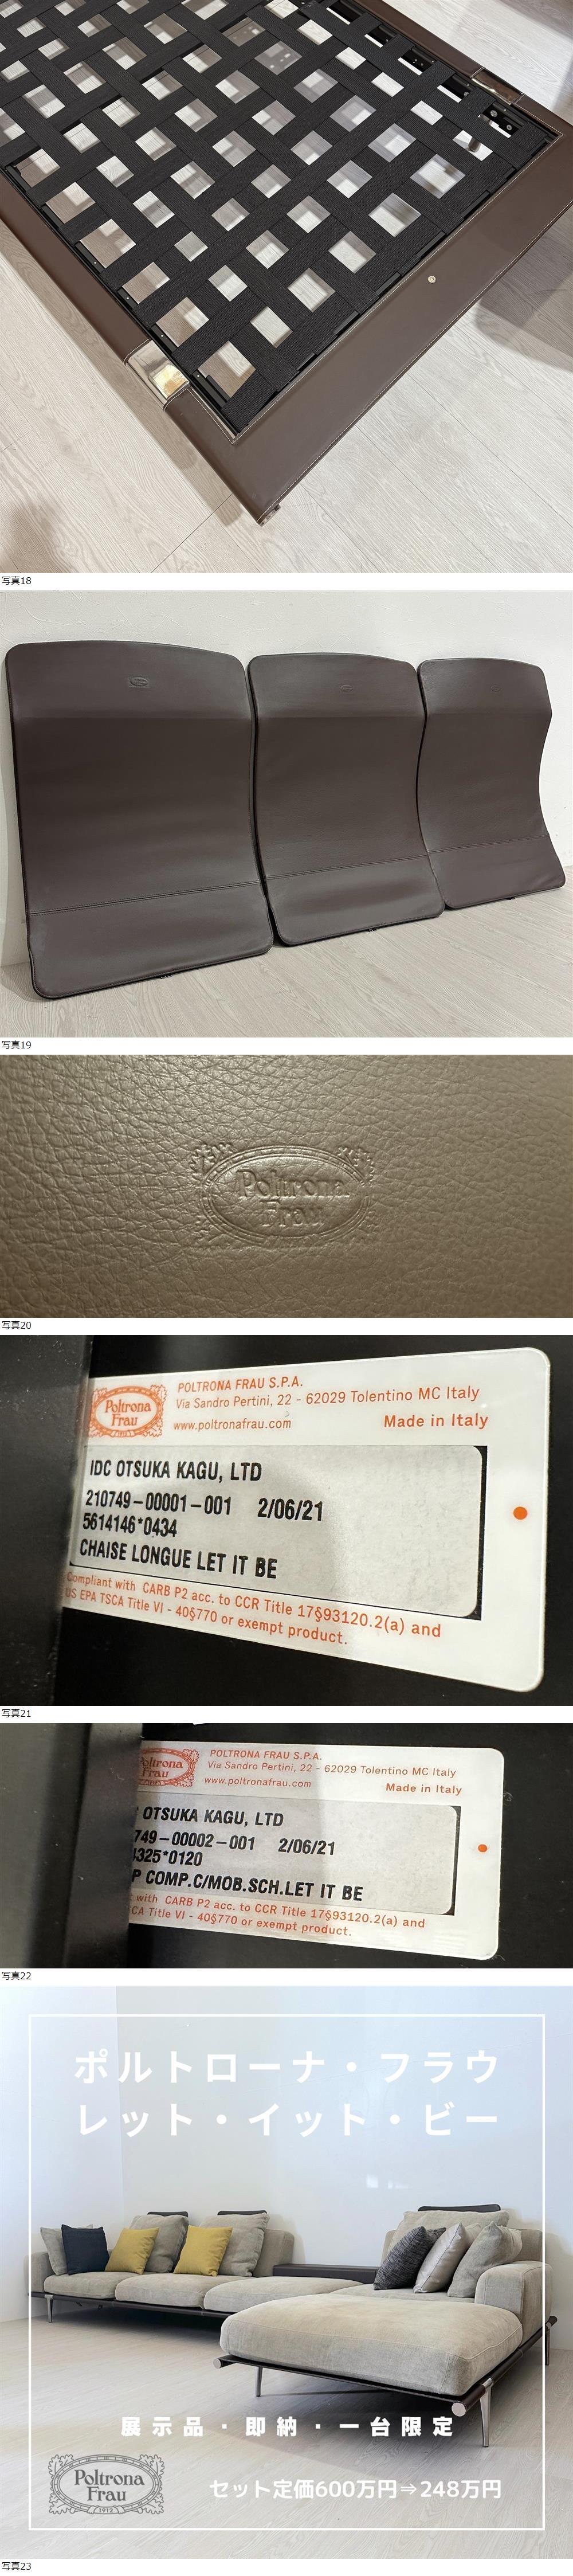 写真18
写真19
Poltrona
Frau
写真20
Poltrona
Frau
POLTRONA FRAU S.P.A.
Via Sandro Pertini, 22 - 62029 Tolentino MC Italy
www.poltronafrau.com Made in Italy
IDC OTSUKA KAGU, LTD
210749-00001-001 2/06/21
5614146*0434
CHAISE LONGUE LET IT BE
Compliant with CARB P2 acc. to CCR Title 17§93120.2(a) and
US EPA TSCA Title VI - 40§770 or exempt product.
写真21
Poltrona
Frau
POLTRONA FRAU S.P.A.
Via Sandro Pertini, 22 - 62029 Tolentino MC Italy
www.poltronafrau.com Made in Italy
OTSUKA KAGU, LTD
749-00002-001 2/06/21
325*0120
P COMP.C/MOB.SCH.LET IT BE
with CARB P2 acc. to CCR Title 17§93120.2(a) and
CA Title VI - 40§770 or exempt product.
写真22
ポルトローナ・フラウ
レット・イット・ビー
展示品・即納・一台限定
Poltrona
Frau
1912
セット定価600万円⇒248万円
写真23